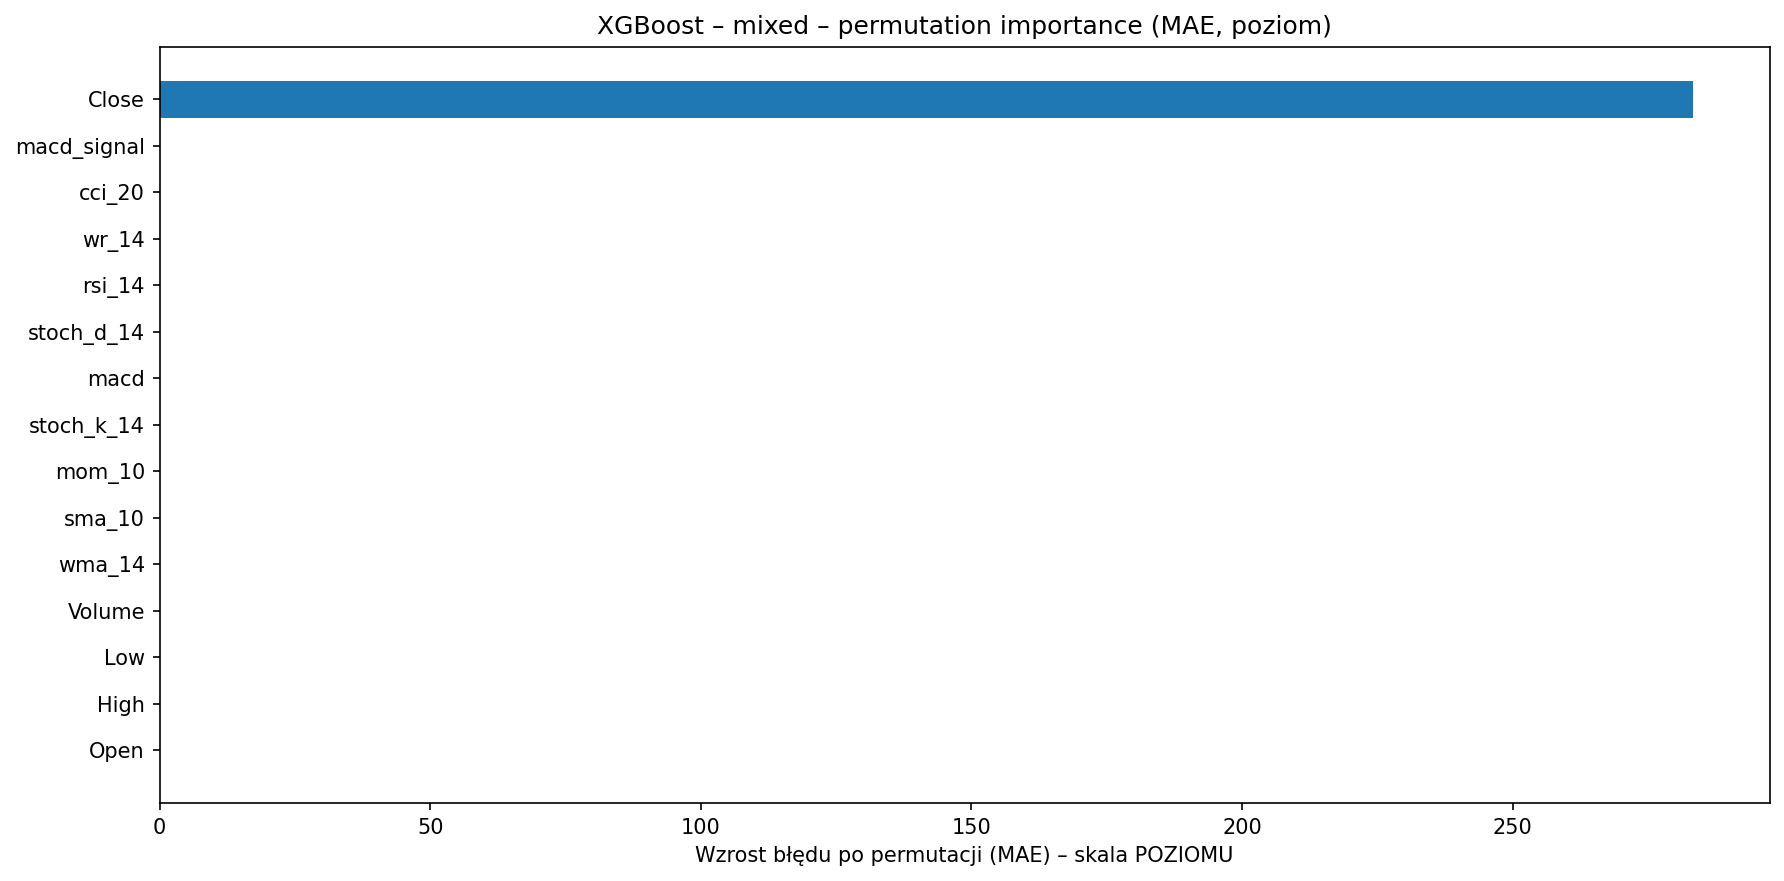 XGBoost – mixed – permutation importance (MAE, poziom)
Close
macd_signal
cci_20
wr_14
rsi_14
stoch_d_14
macd
stoch_k_14
mom_10
sma_10
wma_14
Volume
Low
High
Open
0 50 100 150 200 250
Wzrost błędu po permutacji (MAE) – skala POZIOMU